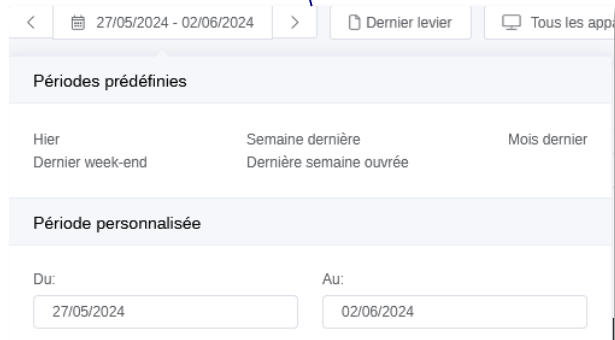 27/05/2024 - 02/06/2024 Dernier levier Tous les
Périodes prédéfinies
Hier Semaine dernière Mois dernier
Dernier week-end Dernière semaine ouvrée
Période personnalisée
Du: Au:
27/05/2024 02/06/2024